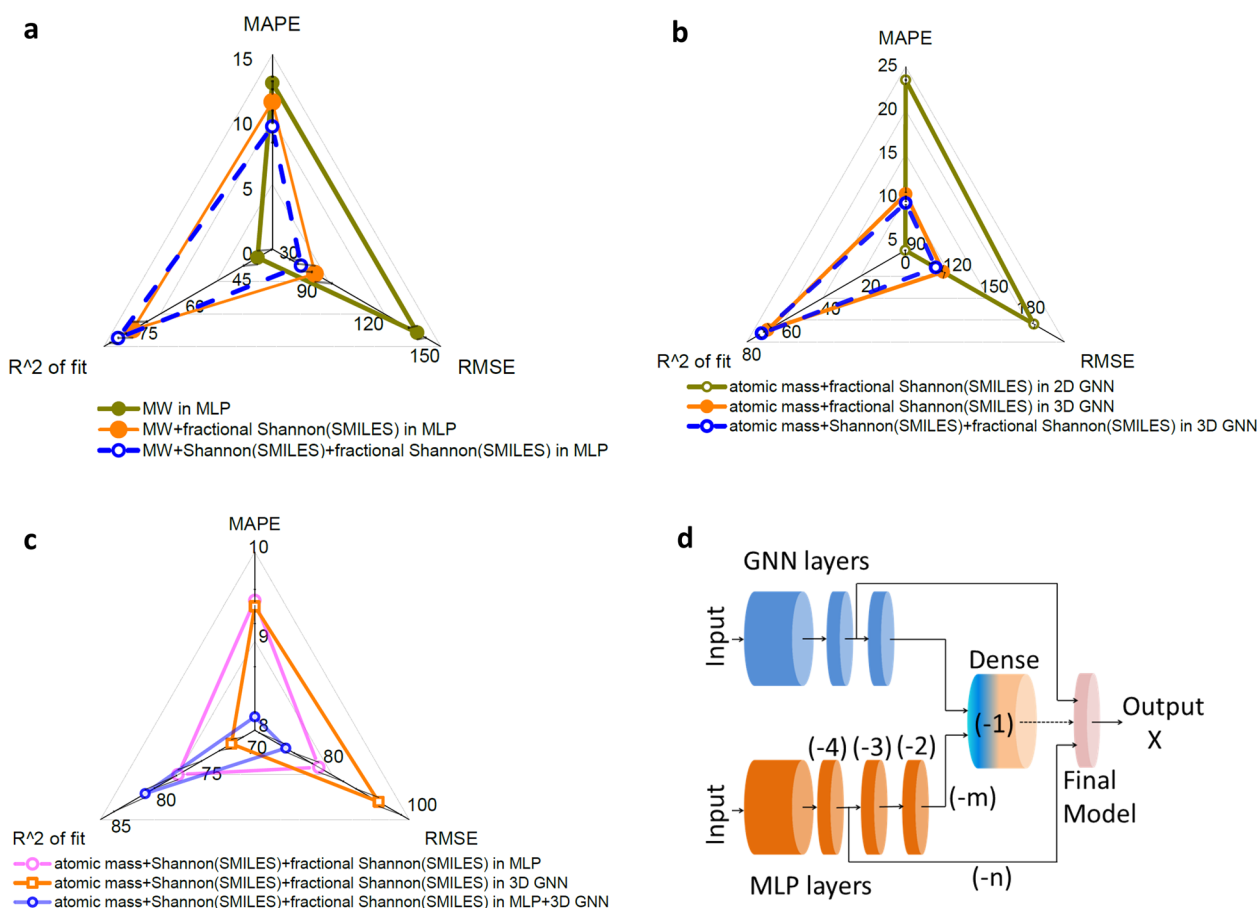 a
MAPE
15
10
5
0
30
45
90
60
120
75
150
R^2 of fit
RMSE
MW in MLP
MW+fractional Shannon(SMILES) in MLP
MW+Shannon(SMILES)+fractional Shannon(SMILES) in MLP
b
MAPE
25
20
15
10
5
90
0
120
20
150
40
180
60
80
R^2 of fit
RMSE
atomic mass+fractional Shannon(SMILES) in 2D GNN
atomic mass+fractional Shannon(SMILES) in 3D GNN
atomic mass+Shannon(SMILES)+fractional Shannon(SMILES) in 3D GNN
c
MAPE
10
9
8
70
80
75
80
100
85
R^2 of fit
RMSE
atomic mass+Shannon(SMILES)+fractional Shannon(SMILES) in MLP
atomic mass+Shannon(SMILES)+fractional Shannon(SMILES) in 3D GNN
atomic mass+Shannon(SMILES)+fractional Shannon(SMILES) in MLP+3D GNN
d
GNN layers
Input
Dense
(-1)
Output
X
(-4) (-3) (-2)
Final
Model
Input
(-m)
MLP layers
(-n)